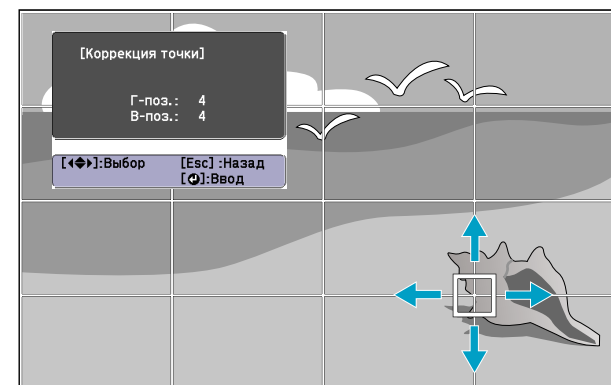 [Коррекция точки]
Г-поз.: 4
В-поз.: 4
[◂◆▸]:Выбор [Esc] :Назад
[↵]:Ввод